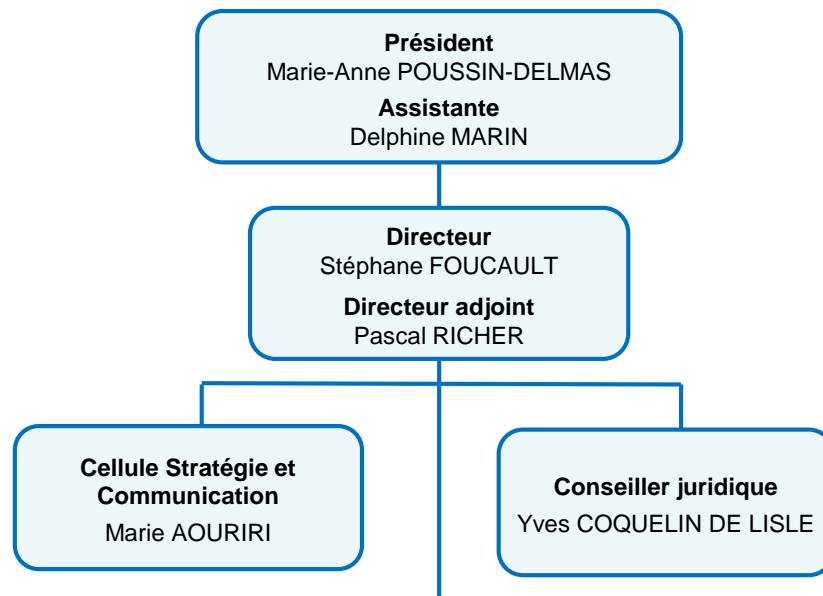 Président
Marie-Anne POUSSIN-DELMAS
Assistante
Delphine MARIN
Directeur
Stéphane FOUCAULT
Directeur adjoint
Pascal RICHER
Cellule Stratégie et
Communication
Marie AOURIRI
Conseiller juridique
Yves COQUELIN DE LISLE